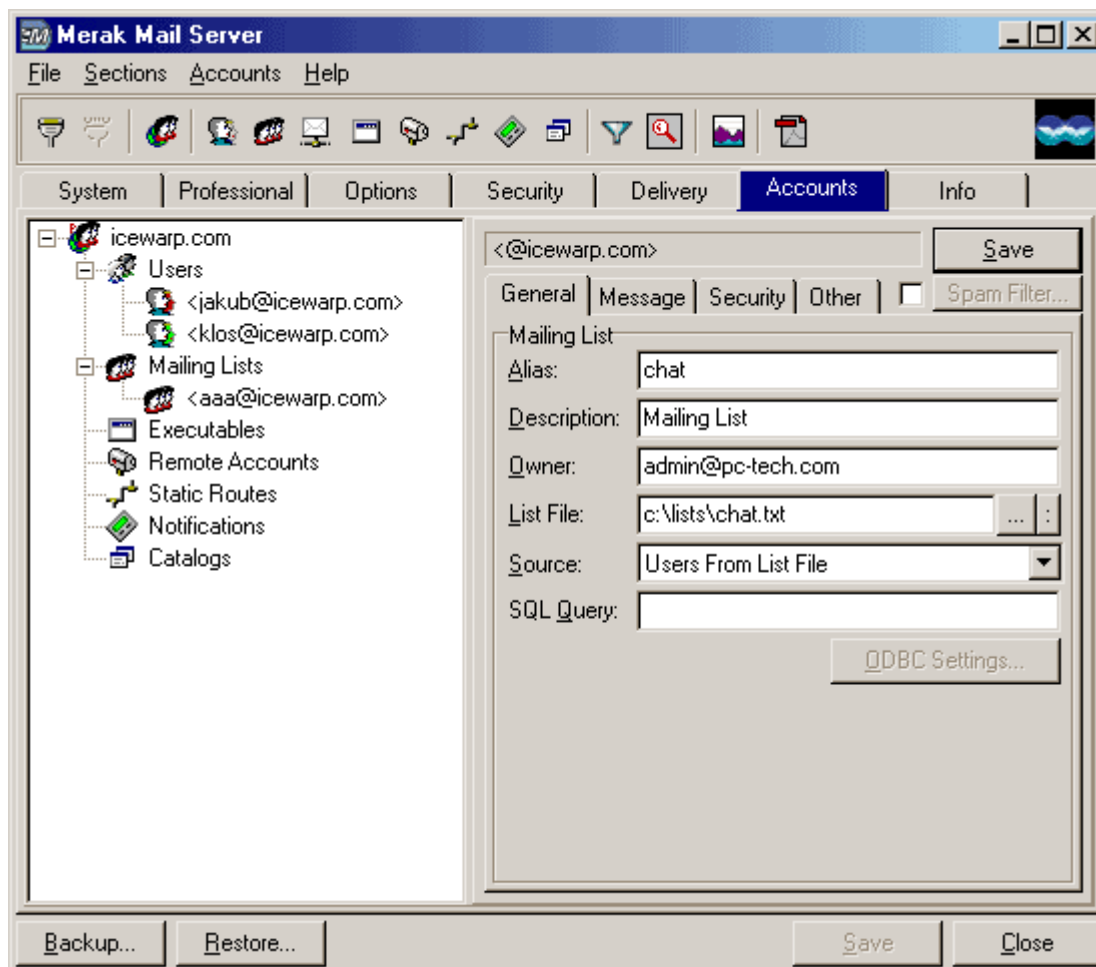 Merak Mail Server
File Sections Accounts Help
System Professional Options Security Delivery Accounts Info
icewarp.com
Users
<jakub@icewarp.com>
<klos@icewarp.com>
Mailing Lists
<aaa@icewarp.com>
Executables
Remote Accounts
Static Routes
Notifications
Catalogs
<@icewarp.com> Save
General Message Security Other Spam Filter...
Mailing List
Alias: chat
Description: Mailing List
Owner: admin@pc-tech.com
List File: c:\lists\chat.txt ... :
Source: Users From List File
SQL Query:
ODBC Settings...
Backup... Restore... Save Close